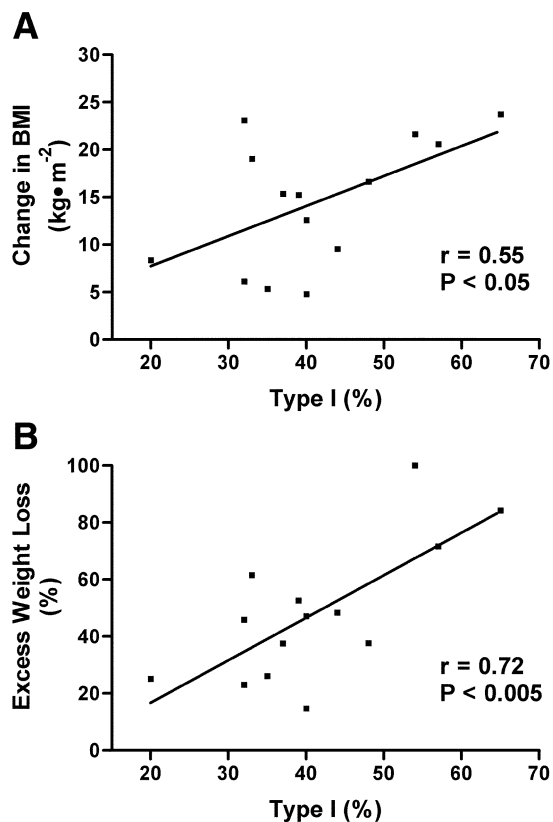 A
30
25
20
15
10
5
0
Change in BMI
(kg•m-2)
r = 0.55
P < 0.05
20 30 40 50 60 70
Type I (%)
B
100
80
60
40
20
0
Excess Weight Loss
(%)
r = 0.72
P < 0.005
20 30 40 50 60 70
Type I (%)